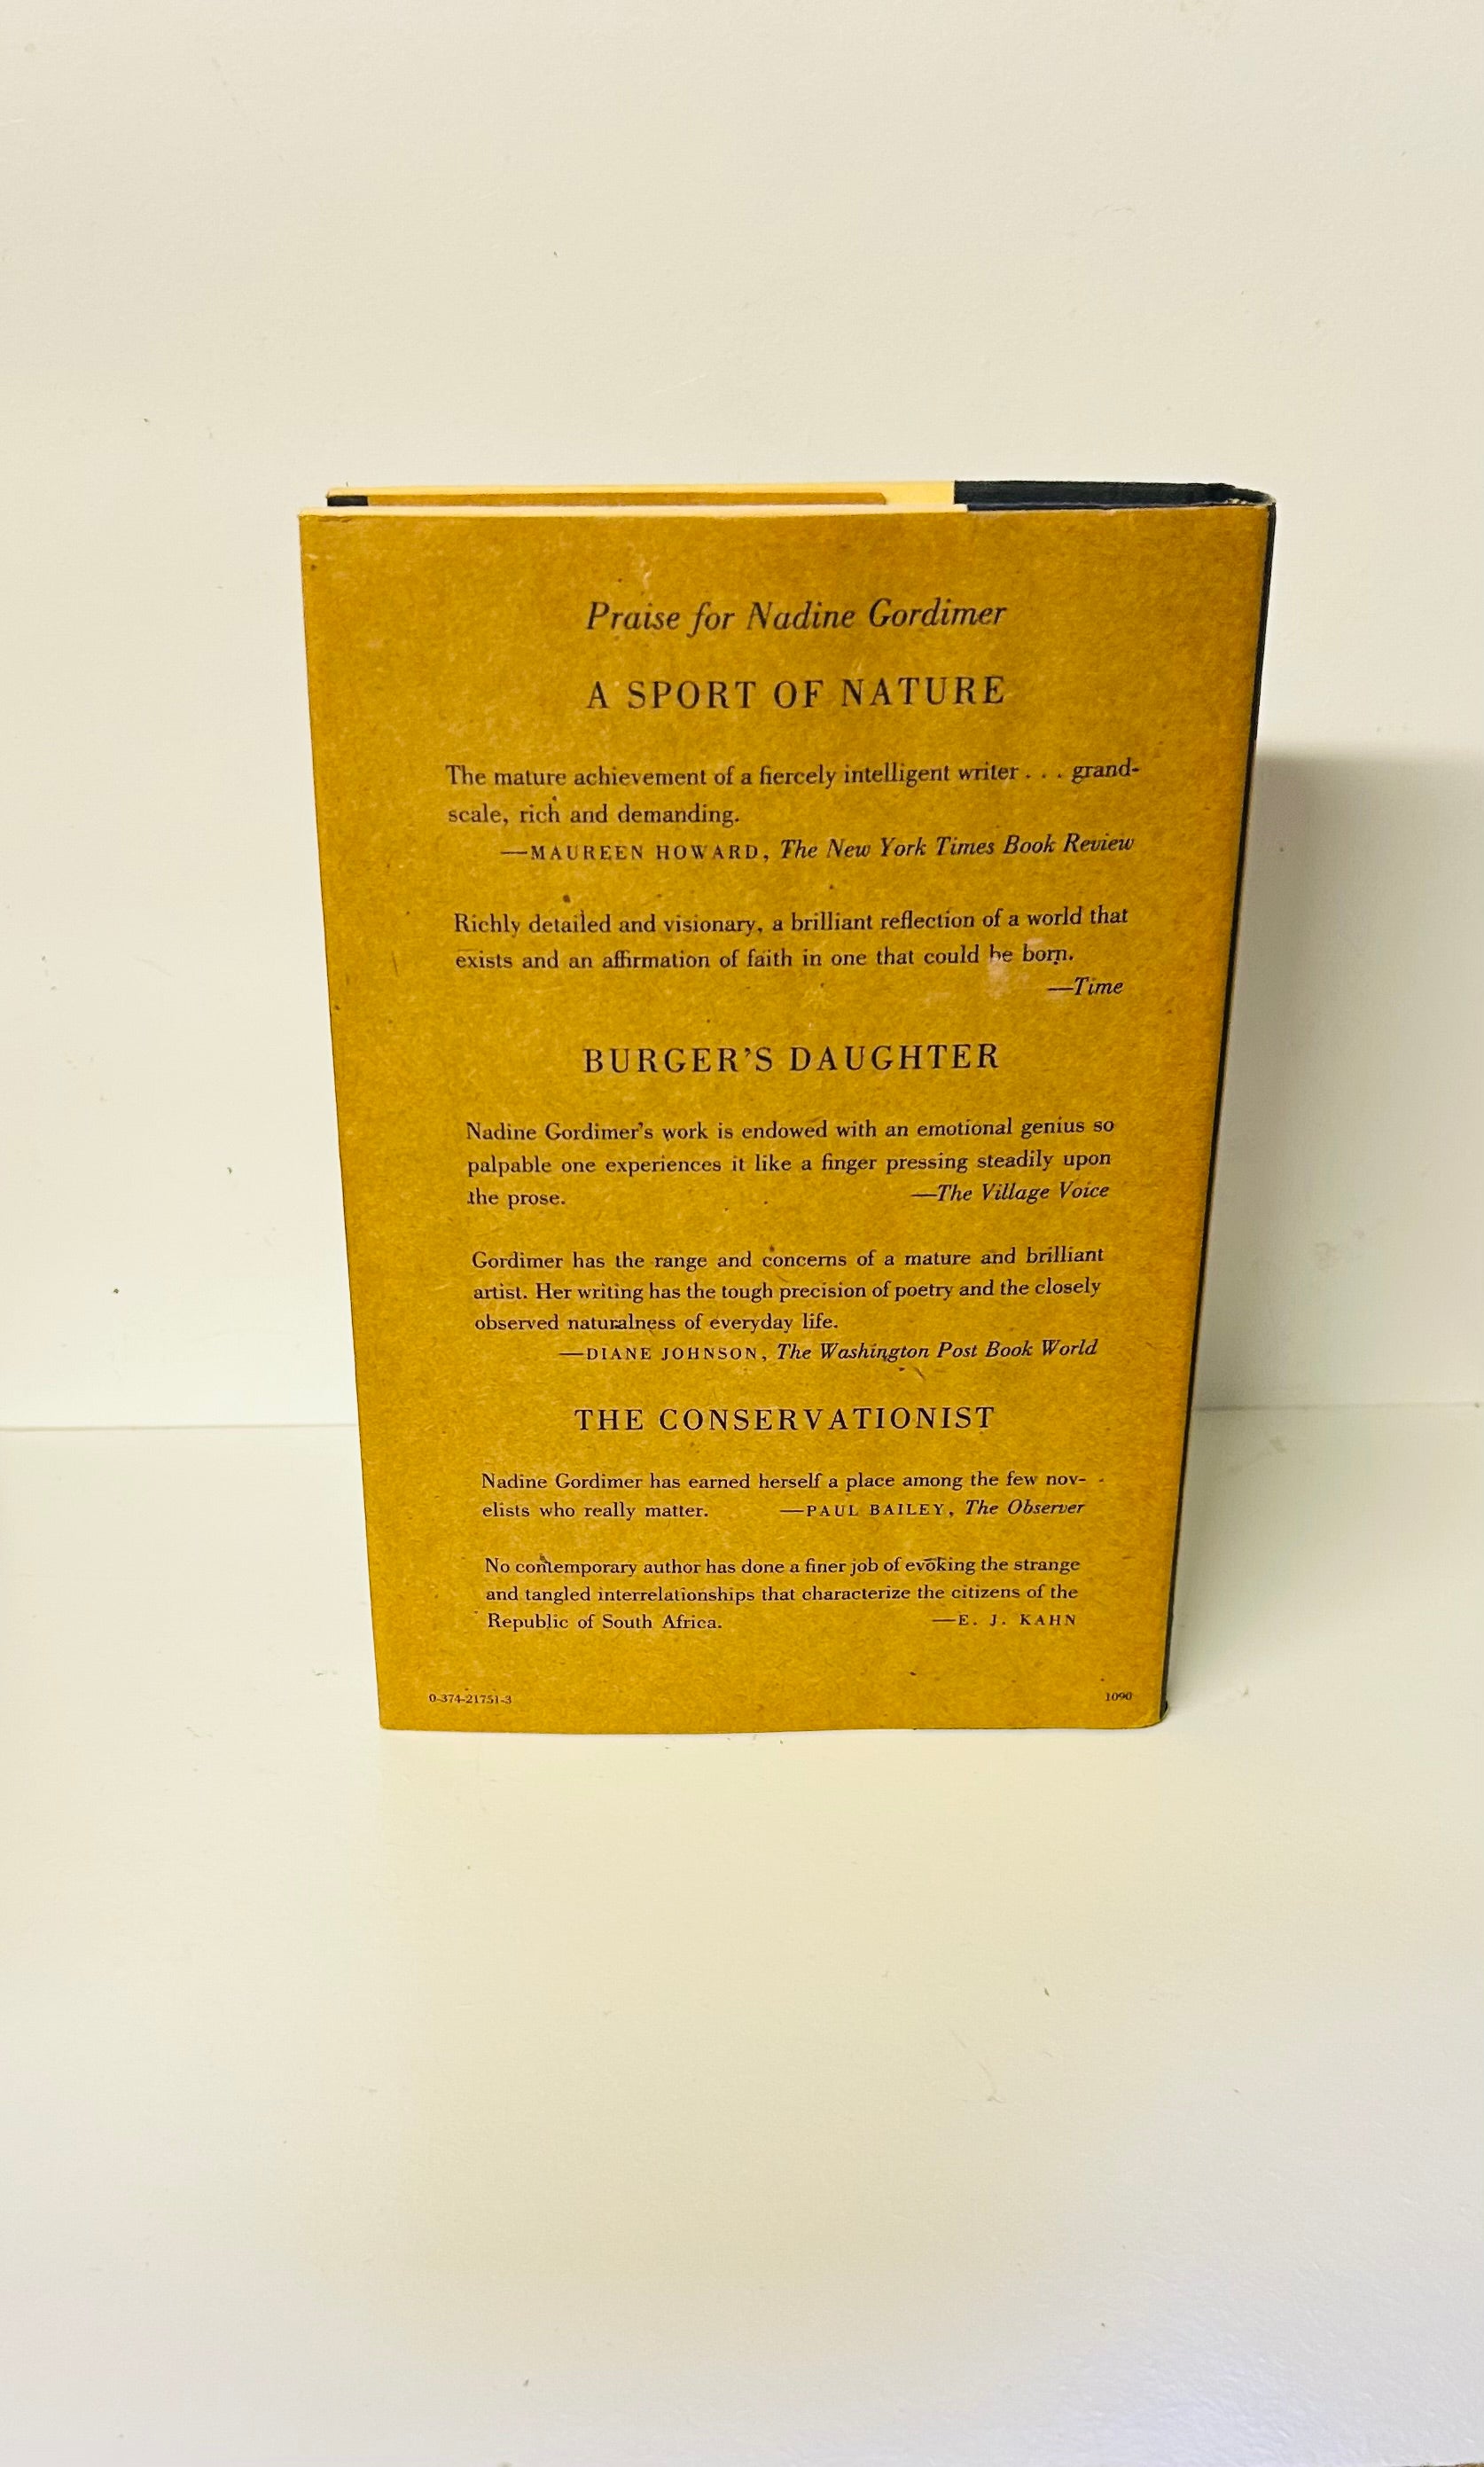 Praise for Nadine Gordimer
A SPORT OF NATURE
The mature achievement of a fiercely intelligent writer . . . grand-
scale, rich and demanding.
—MAUREEN HOWARD, The New York Times Book Review
Richly detailed and visionary, a brilliant reflection of a world that
exists and an affirmation of faith in one that could be born.
—Time
BURGER'S DAUGHTER
Nadine Gordimer's work is endowed with an emotional genius so
palpable one experiences it like a finger pressing steadily upon
the prose. —The Village Voice
Gordimer has the range and concerns of a mature and brilliant
artist. Her writing has the tough precision of poetry and the closely
observed naturalness of everyday life.
—DIANE JOHNSON, The Washington Post Book World
THE CONSERVATIONIST
Nadine Gordimer has earned herself a place among the few nov-
elists who really matter. —PAUL BAILEY, The Observer
No contemporary author has done a finer job of evoking the strange
and tangled interrelationships that characterize the citizens of the
Republic of South Africa. —E. J. KAHN
0-374-21751-3 1090